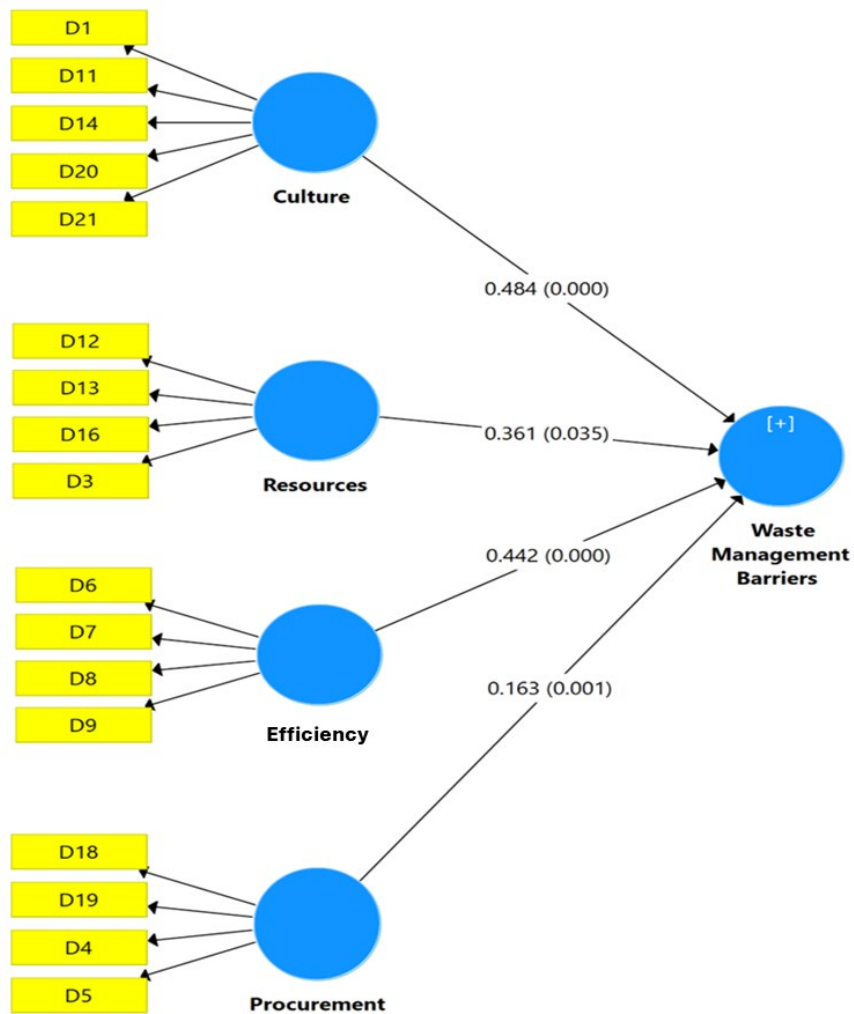 D1
D11
D14
D20
D21
Culture
0.484 (0.000)
D12
D13
D16
D3
Resources
0.361 (0.035)
[+]
Waste
Management
Barriers
D6
D7
D8
D9
Efficiency
0.442 (0.000)
0.163 (0.001)
D18
D19
D4
D5
Procurement